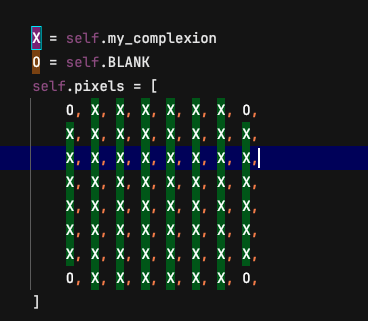 X = self.my_complexion
O = self.BLANK
self.pixels = [
O, X, X, X, X, X, X, O,
X, X, X, X, X, X, X, X,
X, X, X, X, X, X, X, X,
X, X, X, X, X, X, X, X,
X, X, X, X, X, X, X, X,
X, X, X, X, X, X, X, X,
X, X, X, X, X, X, X, X,
O, X, X, X, X, X, X, O,
]